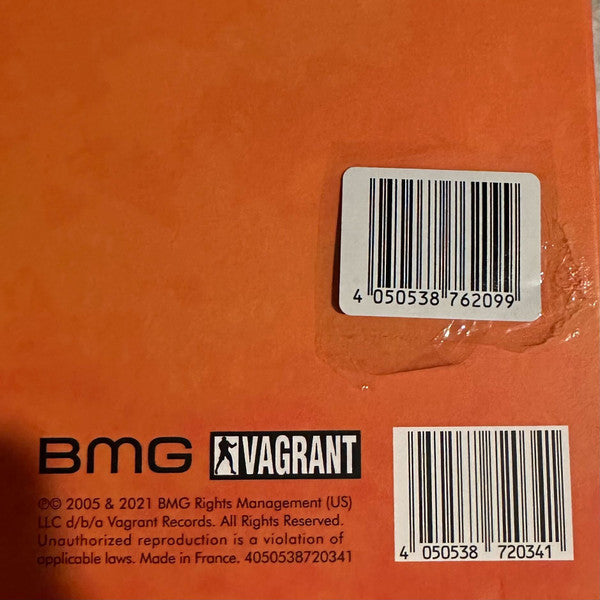 4 050538 762099
BMG VAGRANT
℗© 2005 & 2021 BMG Rights Management (US)
LLC d/b/a Vagrant Records. All Rights Reserved.
Unauthorized reproduction is a violation of
applicable laws. Made in France. 4050538720341
4 050538 720341